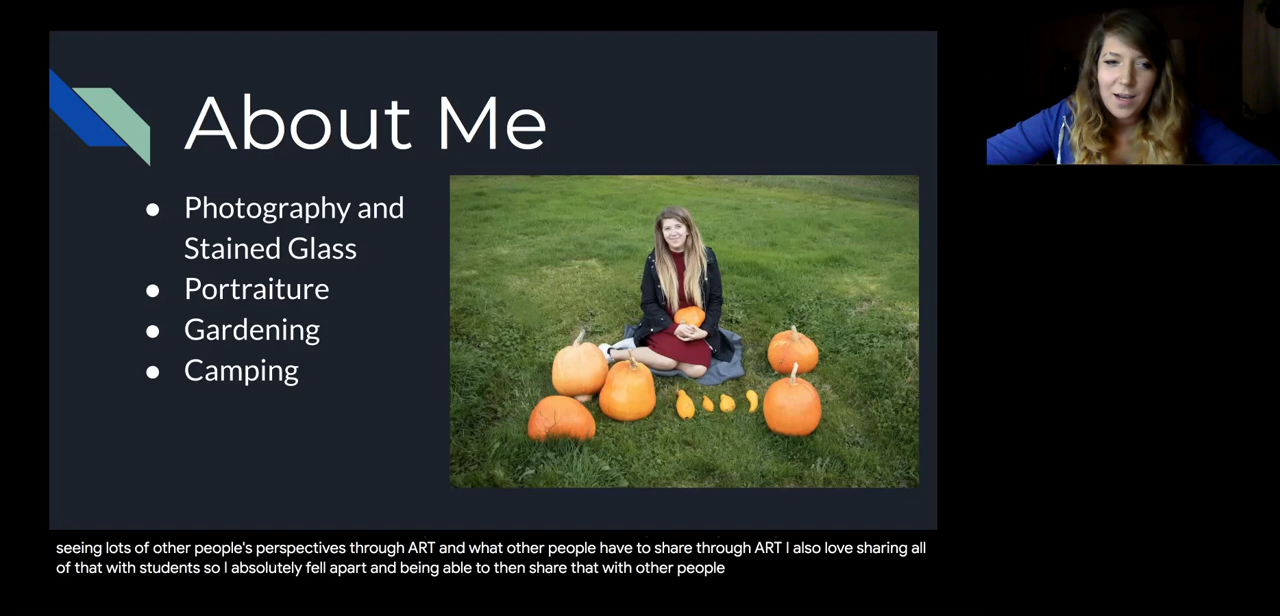 About Me
● Photography and
Stained Glass
● Portraiture
● Gardening
● Camping
seeing lots of other people's perspectives through ART and what other people have to share through ART I also love sharing all
of that with students so I absolutely fell apart and being able to then share that with other people